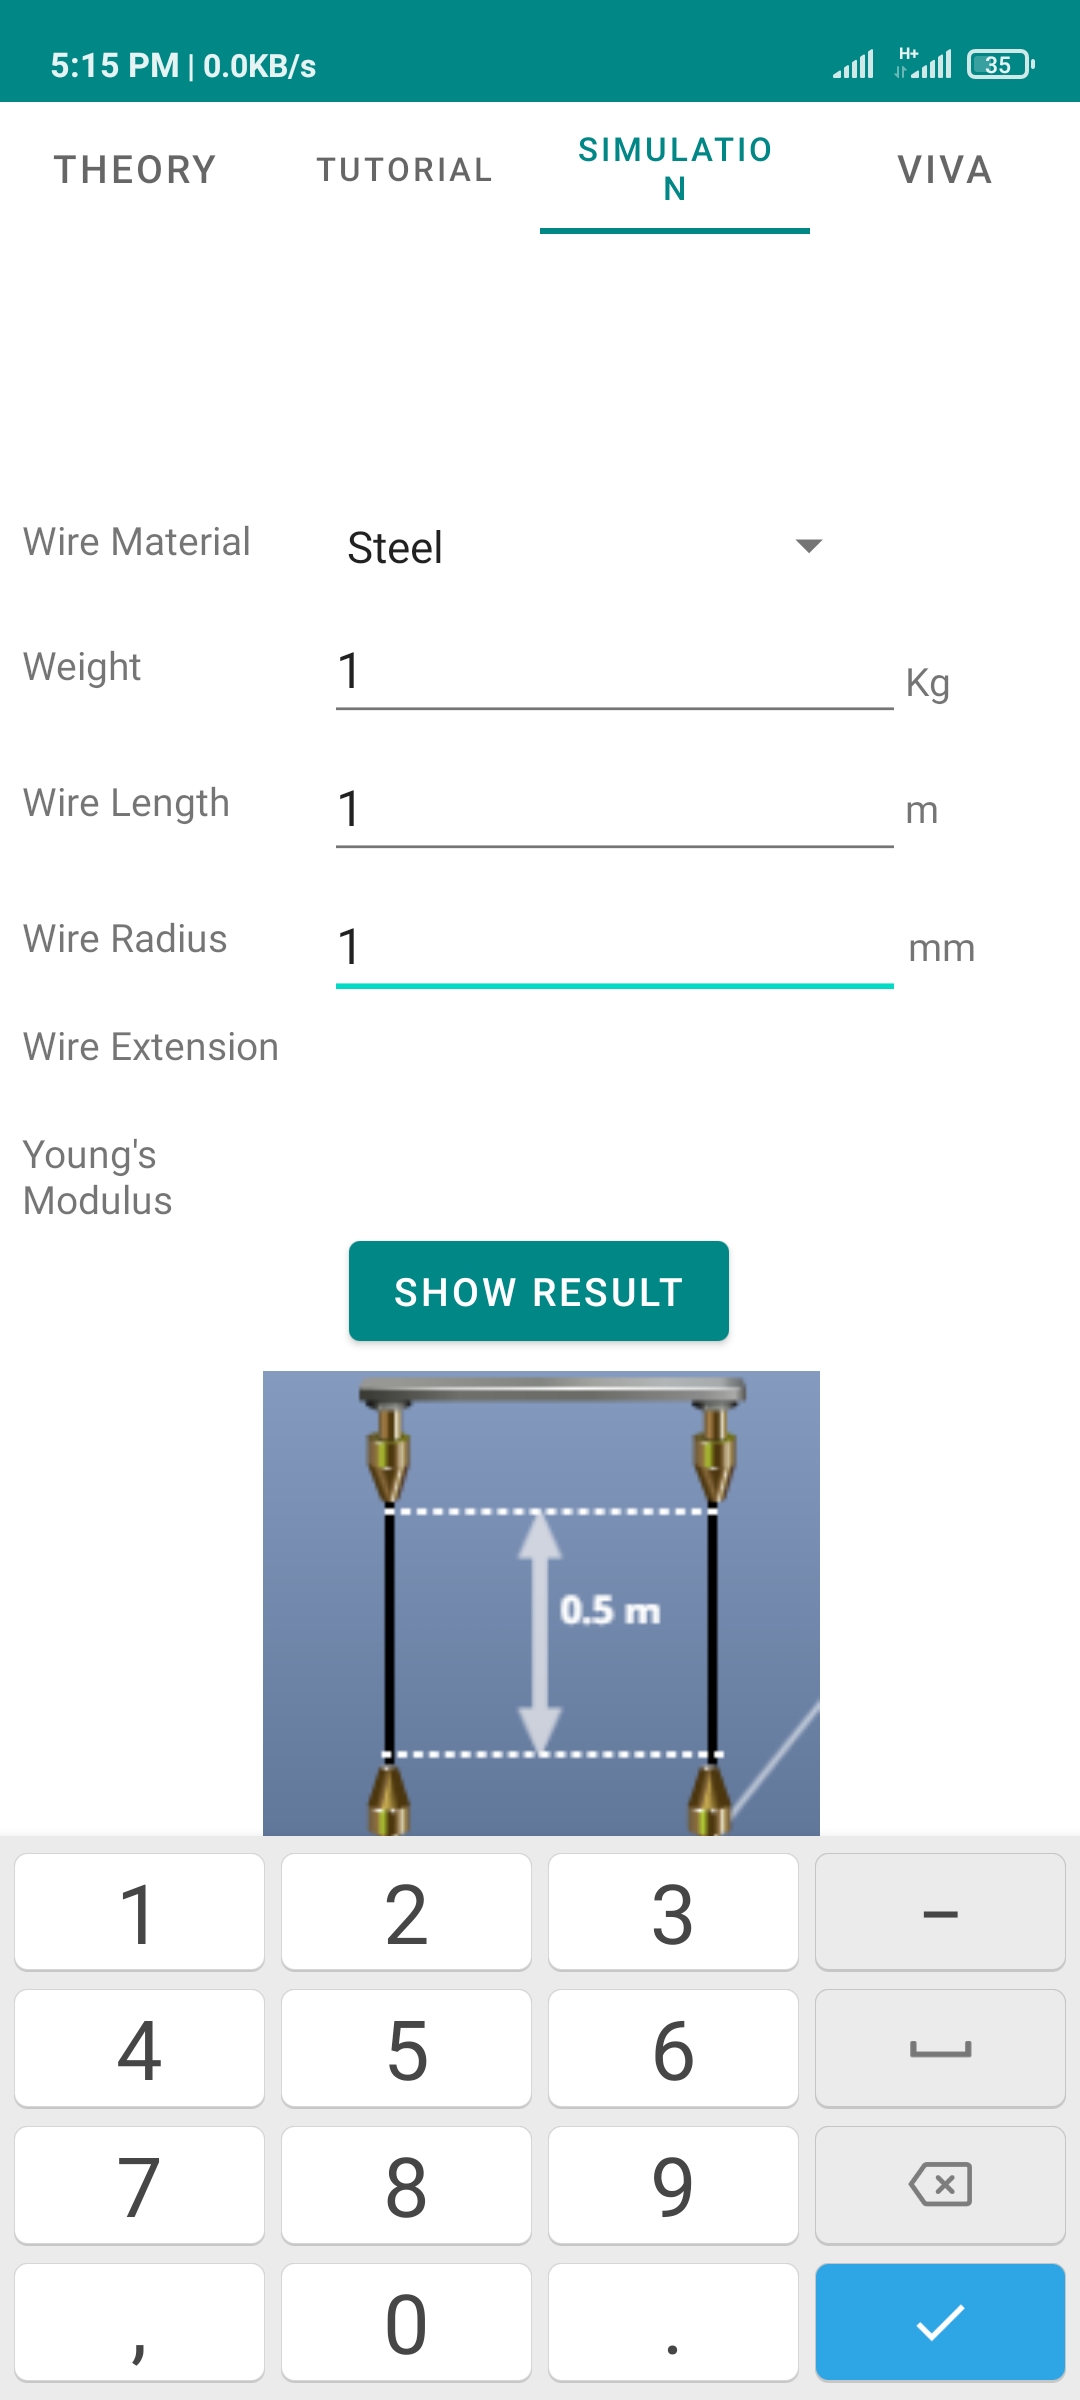 5:15 PM | 0.0KB/s H+ 35
THEORY TUTORIAL SIMULATIO
N VIVA
Wire Material Steel
Weight 1 Kg
Wire Length 1 m
Wire Radius 1 mm
Wire Extension
Young's
Modulus
SHOW RESULT
0.5 m
1 2 3 –
4 5 6
7 8 9
, 0 .